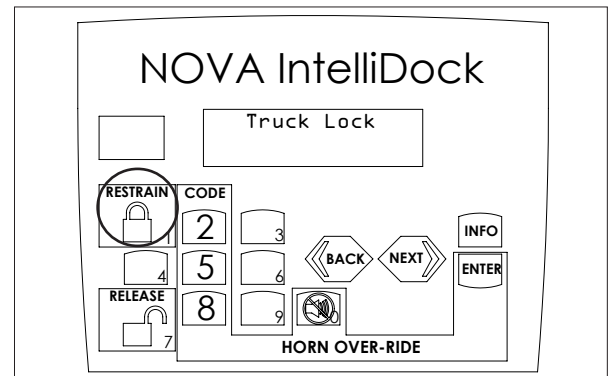 NOVA IntelliDock
Truck Lock
RESTRAIN
1
CODE
2
3
4
5
6
BACK
NEXT
INFO
ENTER
RELEASE
7
8
9
0
HORN OVER-RIDE